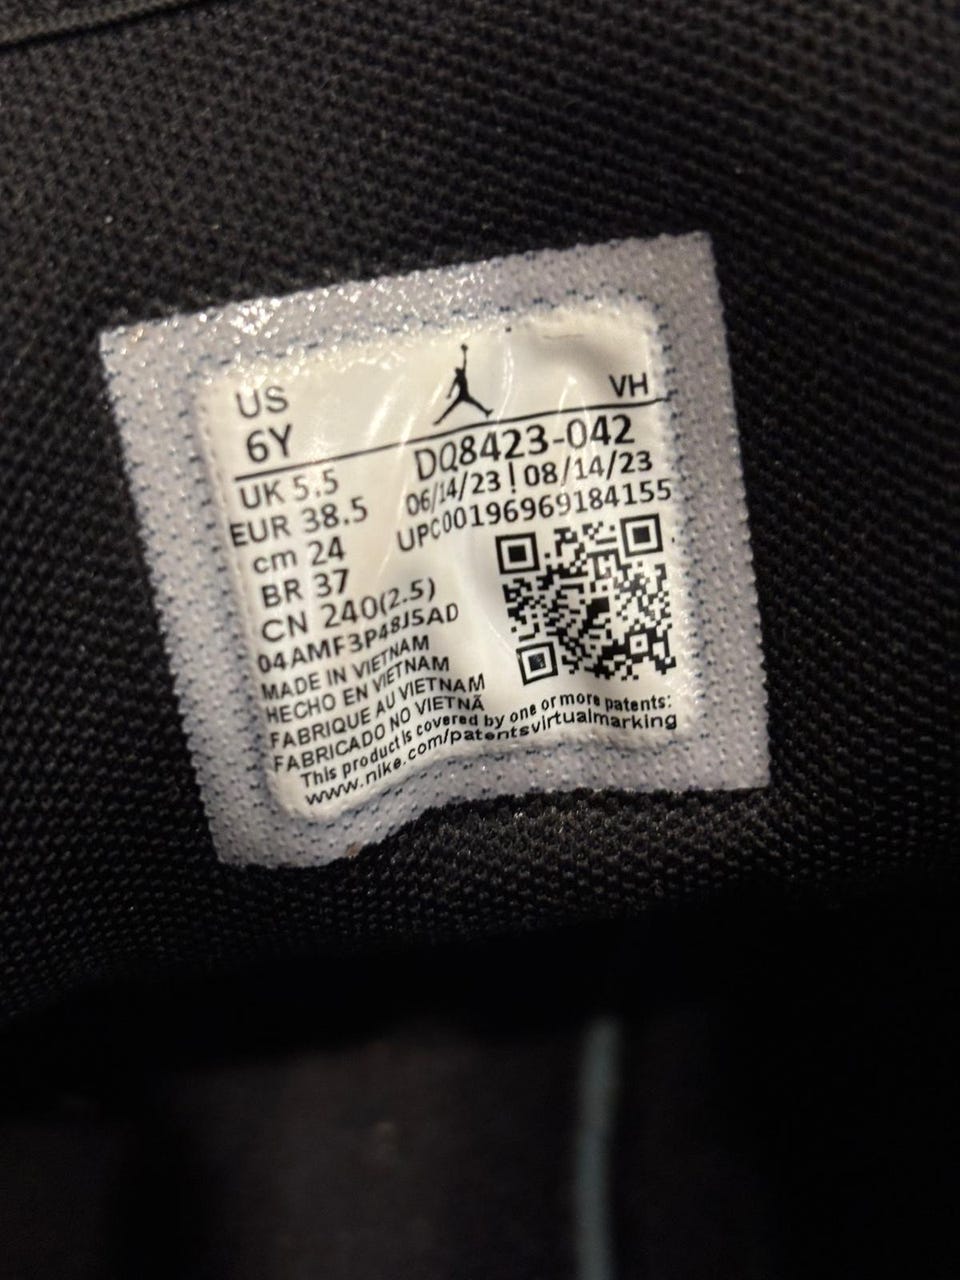 US
6Y
VH
UK 5.5
EUR 38.5
cm 24
BR 37
CN 240(2.5)
DQ8423-042
06/14/23 | 08/14/23
UPC00196969184155
04AMF3P48J5AD
MADE IN VIETNAM
HECHO EN VIETNAM
FABRIQUE AU VIETNAM
FABRICADO NO VIETNÃ
This product is covered by one or more patents:
www.nike.com/patentsvirtualmarking